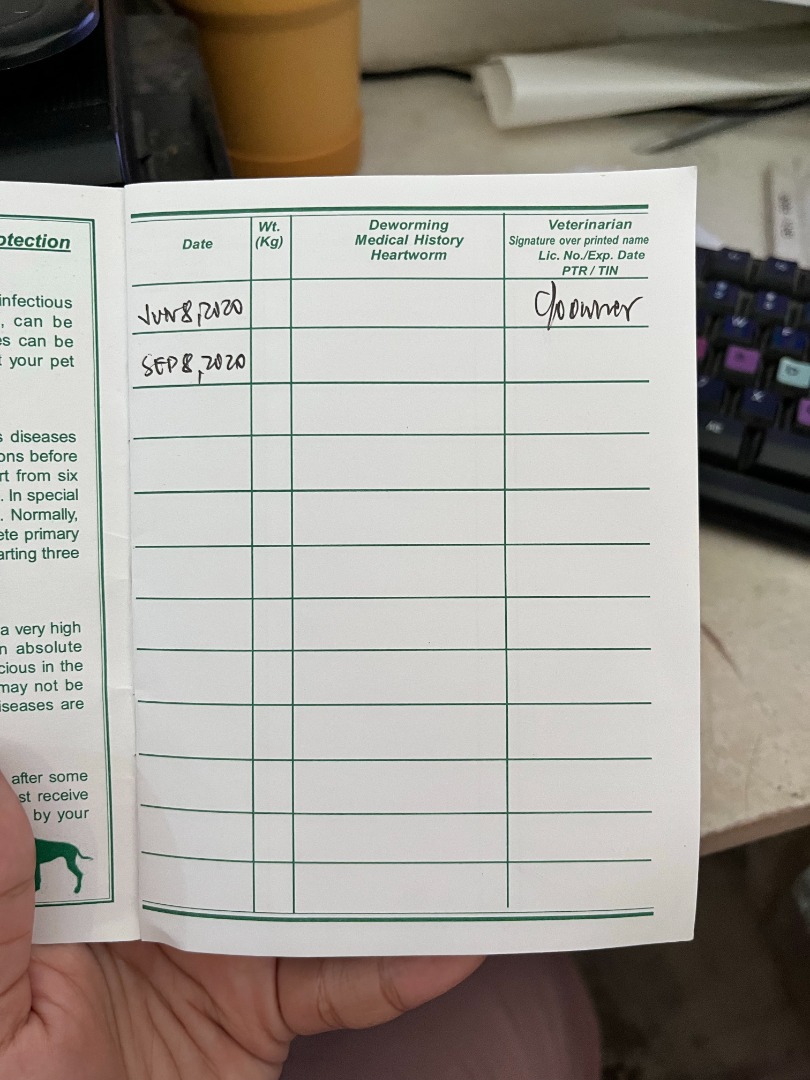 otection
infectious
, can be
es can be
t your pet
s diseases
ons before
rt from six
. In special
. Normally,
ete primary
arting three
a very high
n absolute
cious in the
may not be
iseases are
after some
st receive
by your
Date
Wt.
(Kg)
Deworming
Medical History
Heartworm
Veterinarian
Signature over printed name
Lic. No./Exp. Date
PTR / TIN
JUN 8, 2020
SEP 8, 2020